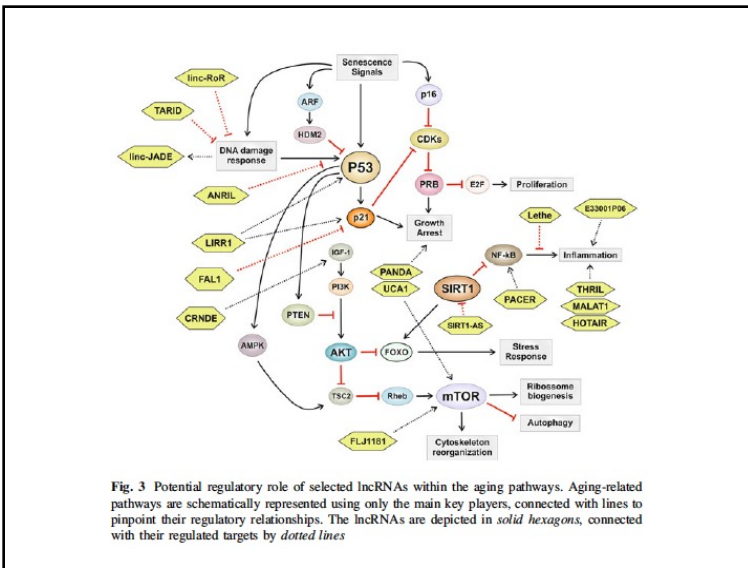 Senescence
Signals
linc-RoR
p16
ARF
TARID
HDM2
CDKs
linc-JADE
DNA damage
response
P53
ANRIL
PRB
E2F
Proliferation
E33001P06
p21
Lethe
LIRR1
Growth
Arrest
IGF-1
NF-kB
Inflammation
FAL1
PANDA
UCA1
PI3K
SIRT1
THRIL
PACER
MALAT1
CRNDE
PTEN
HOTAIR
SIRT1-AS
AMPK
AKT
FOXO
Stress
Response
TSC2
Rheb
mTOR
Ribossome
biogenesis
Autophagy
FLJ1181
Cytoskeleton
reorganization
Fig. 3 Potential regulatory role of selected lncRNAs within the aging pathways. Aging-related
pathways are schematically represented using only the main key players, connected with lines to
pinpoint their regulatory relationships. The lncRNAs are depicted in solid hexagons, connected
with their regulated targets by dotted lines